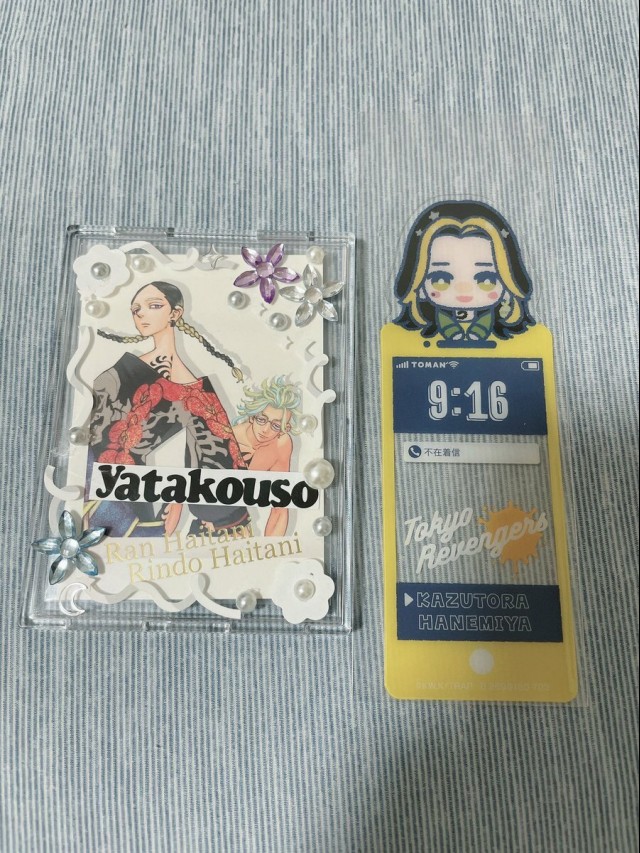 yatakouso
Ran Haitani
Rindo Haitani
TOMAN
9:16
不在着信
Tokyo
Revengers
KAZUTORA
HANEMIYA